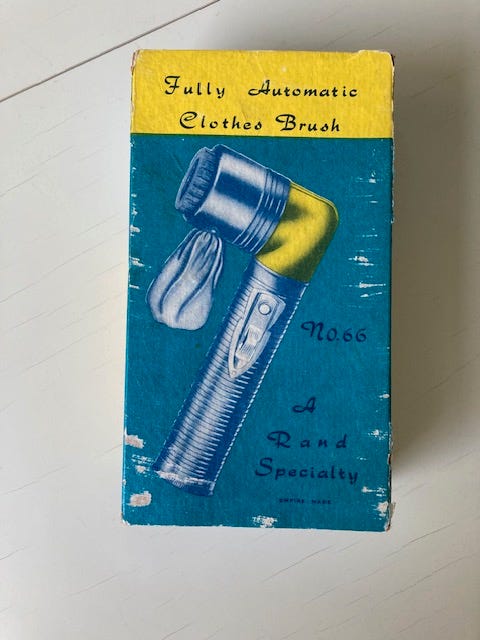 Fully Automatic
Clothes Brush
No. 66
A
Rand
Specialty
EMPIRE MADE